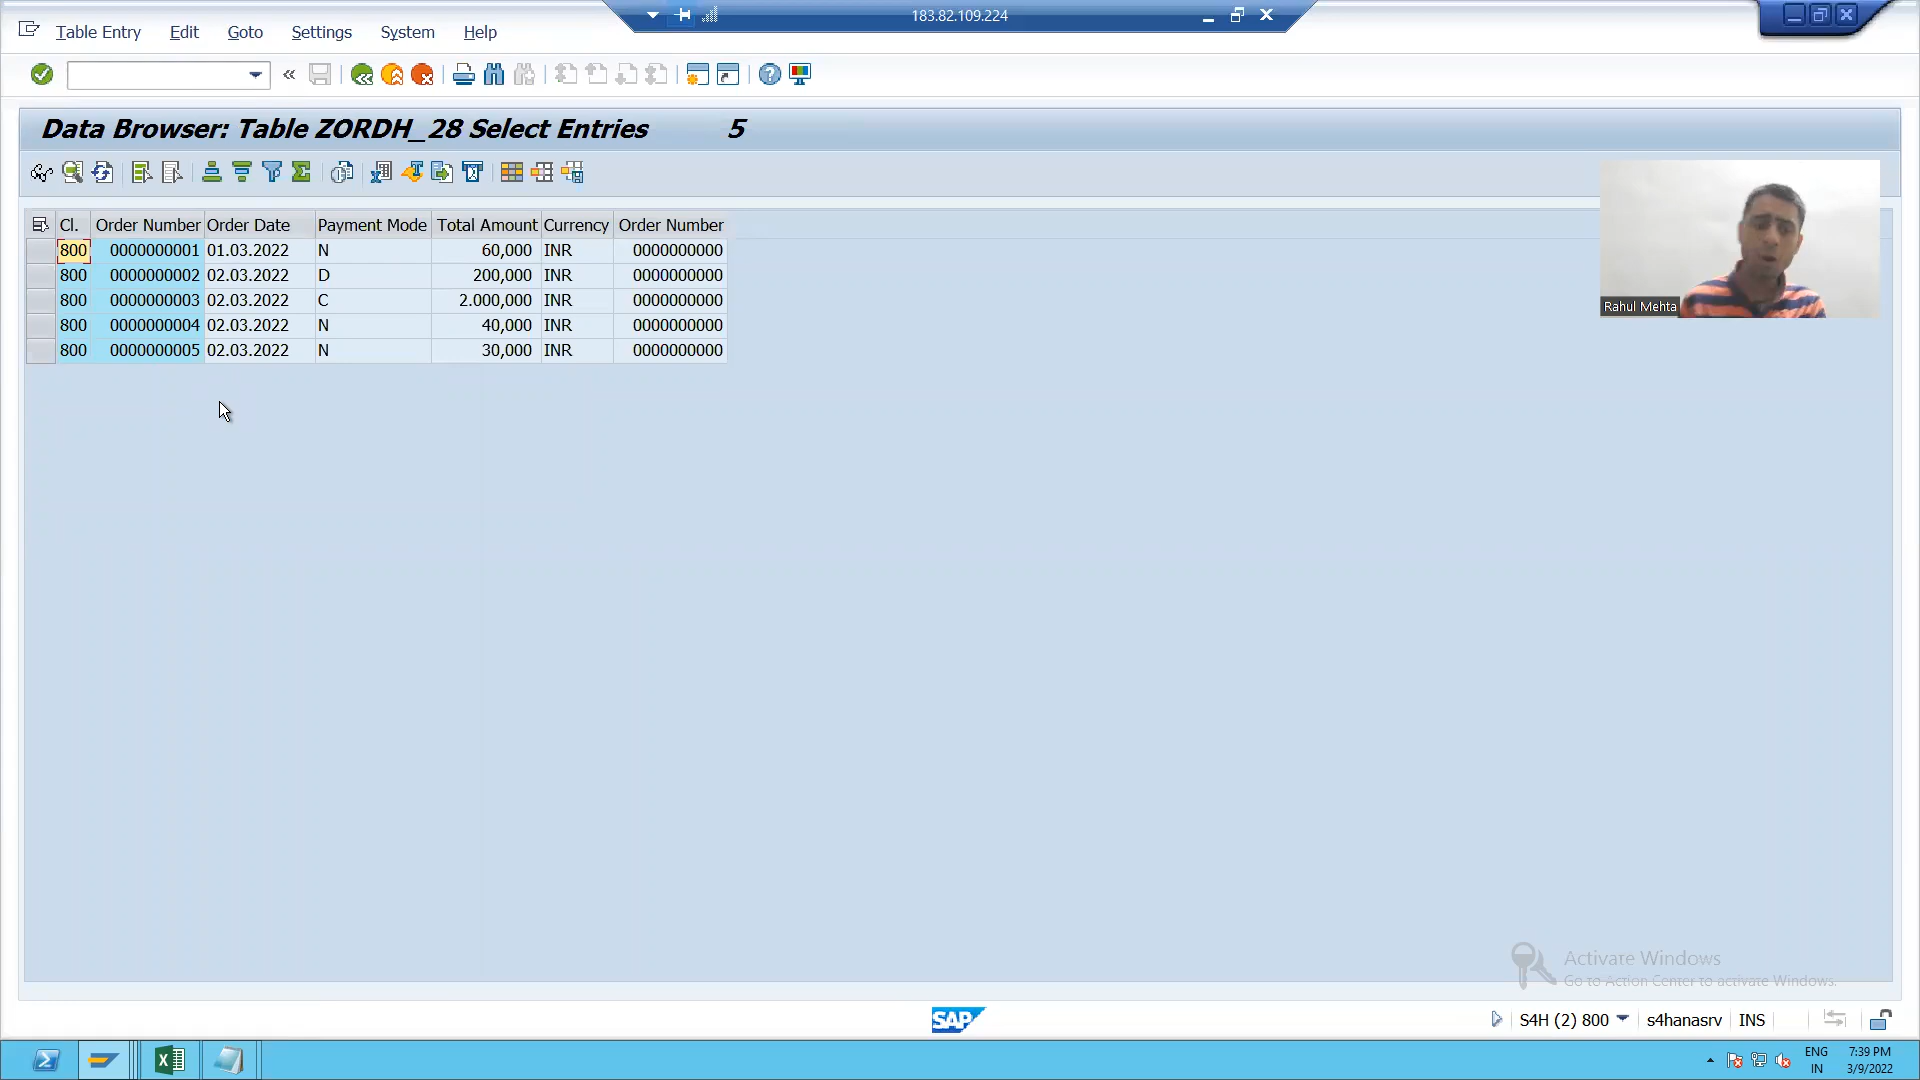 183.82.109.224
Table Entry Edit Goto Settings System Help
Data Browser: Table ZORDH_28 Select Entries 5
Cl. Order Number Order Date Payment Mode Total Amount Currency Order Number
800 0000000001 01.03.2022 N 60,000 INR 0000000000
800 0000000002 02.03.2022 D 200,000 INR 0000000000
800 0000000003 02.03.2022 C 2.000,000 INR 0000000000
800 0000000004 02.03.2022 N 40,000 INR 0000000000
800 0000000005 02.03.2022 N 30,000 INR 0000000000
Rahul Mehta
Activate Windows
Go to Action Center to activate Windows.
SAP
S4H (2) 800 s4hanasrv INS
ENG 7:39 PM
IN 3/9/2022